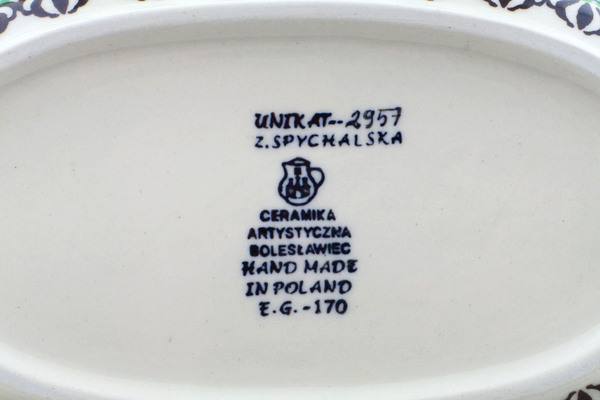 UNIKAT--2957
Z.SPYCHALSKA
CERAMIKA
ARTYSTYCZNA
BOLESŁAWIEC
HAND MADE
IN POLAND
E.G.-170